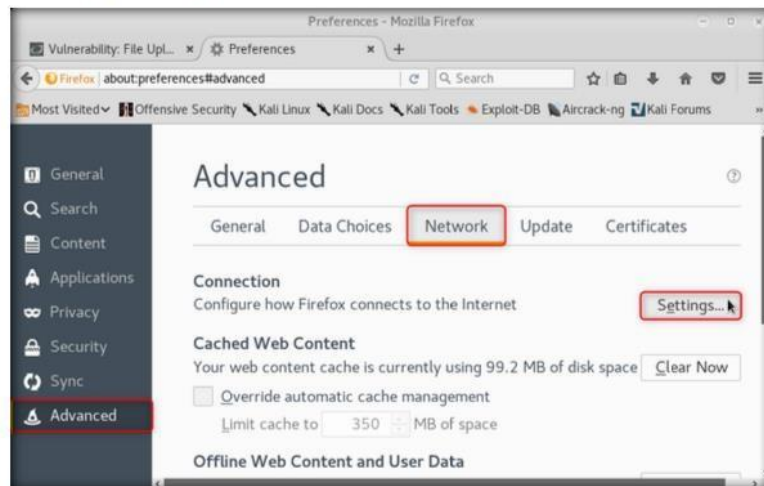 Preferences - Mozilla Firefox
Vulnerability: File Upl... × Preferences × +
Firefox about:preferences#advanced Search
Most Visited Offensive Security Kali Linux Kali Docs Kali Tools Exploit-DB Aircrack-ng Kali Forums »
General
Search
Content
Applications
Privacy
Security
Sync
Advanced
Advanced
General Data Choices Network Update Certificates
Connection
Configure how Firefox connects to the Internet Settings...
Cached Web Content
Your web content cache is currently using 99.2 MB of disk space Clear Now
Override automatic cache management
Limit cache to 350 MB of space
Offline Web Content and User Data